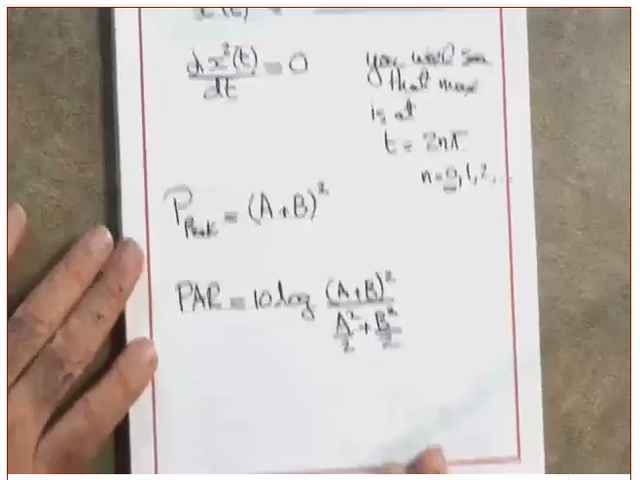 dx²(t)/dt = 0
you will see
that max
is at
t = 2nπ
n=0,1,2,...
P_Peak = (A+B)²
PAR = 10 log (A+B)² / (A²/2 + B²/2)